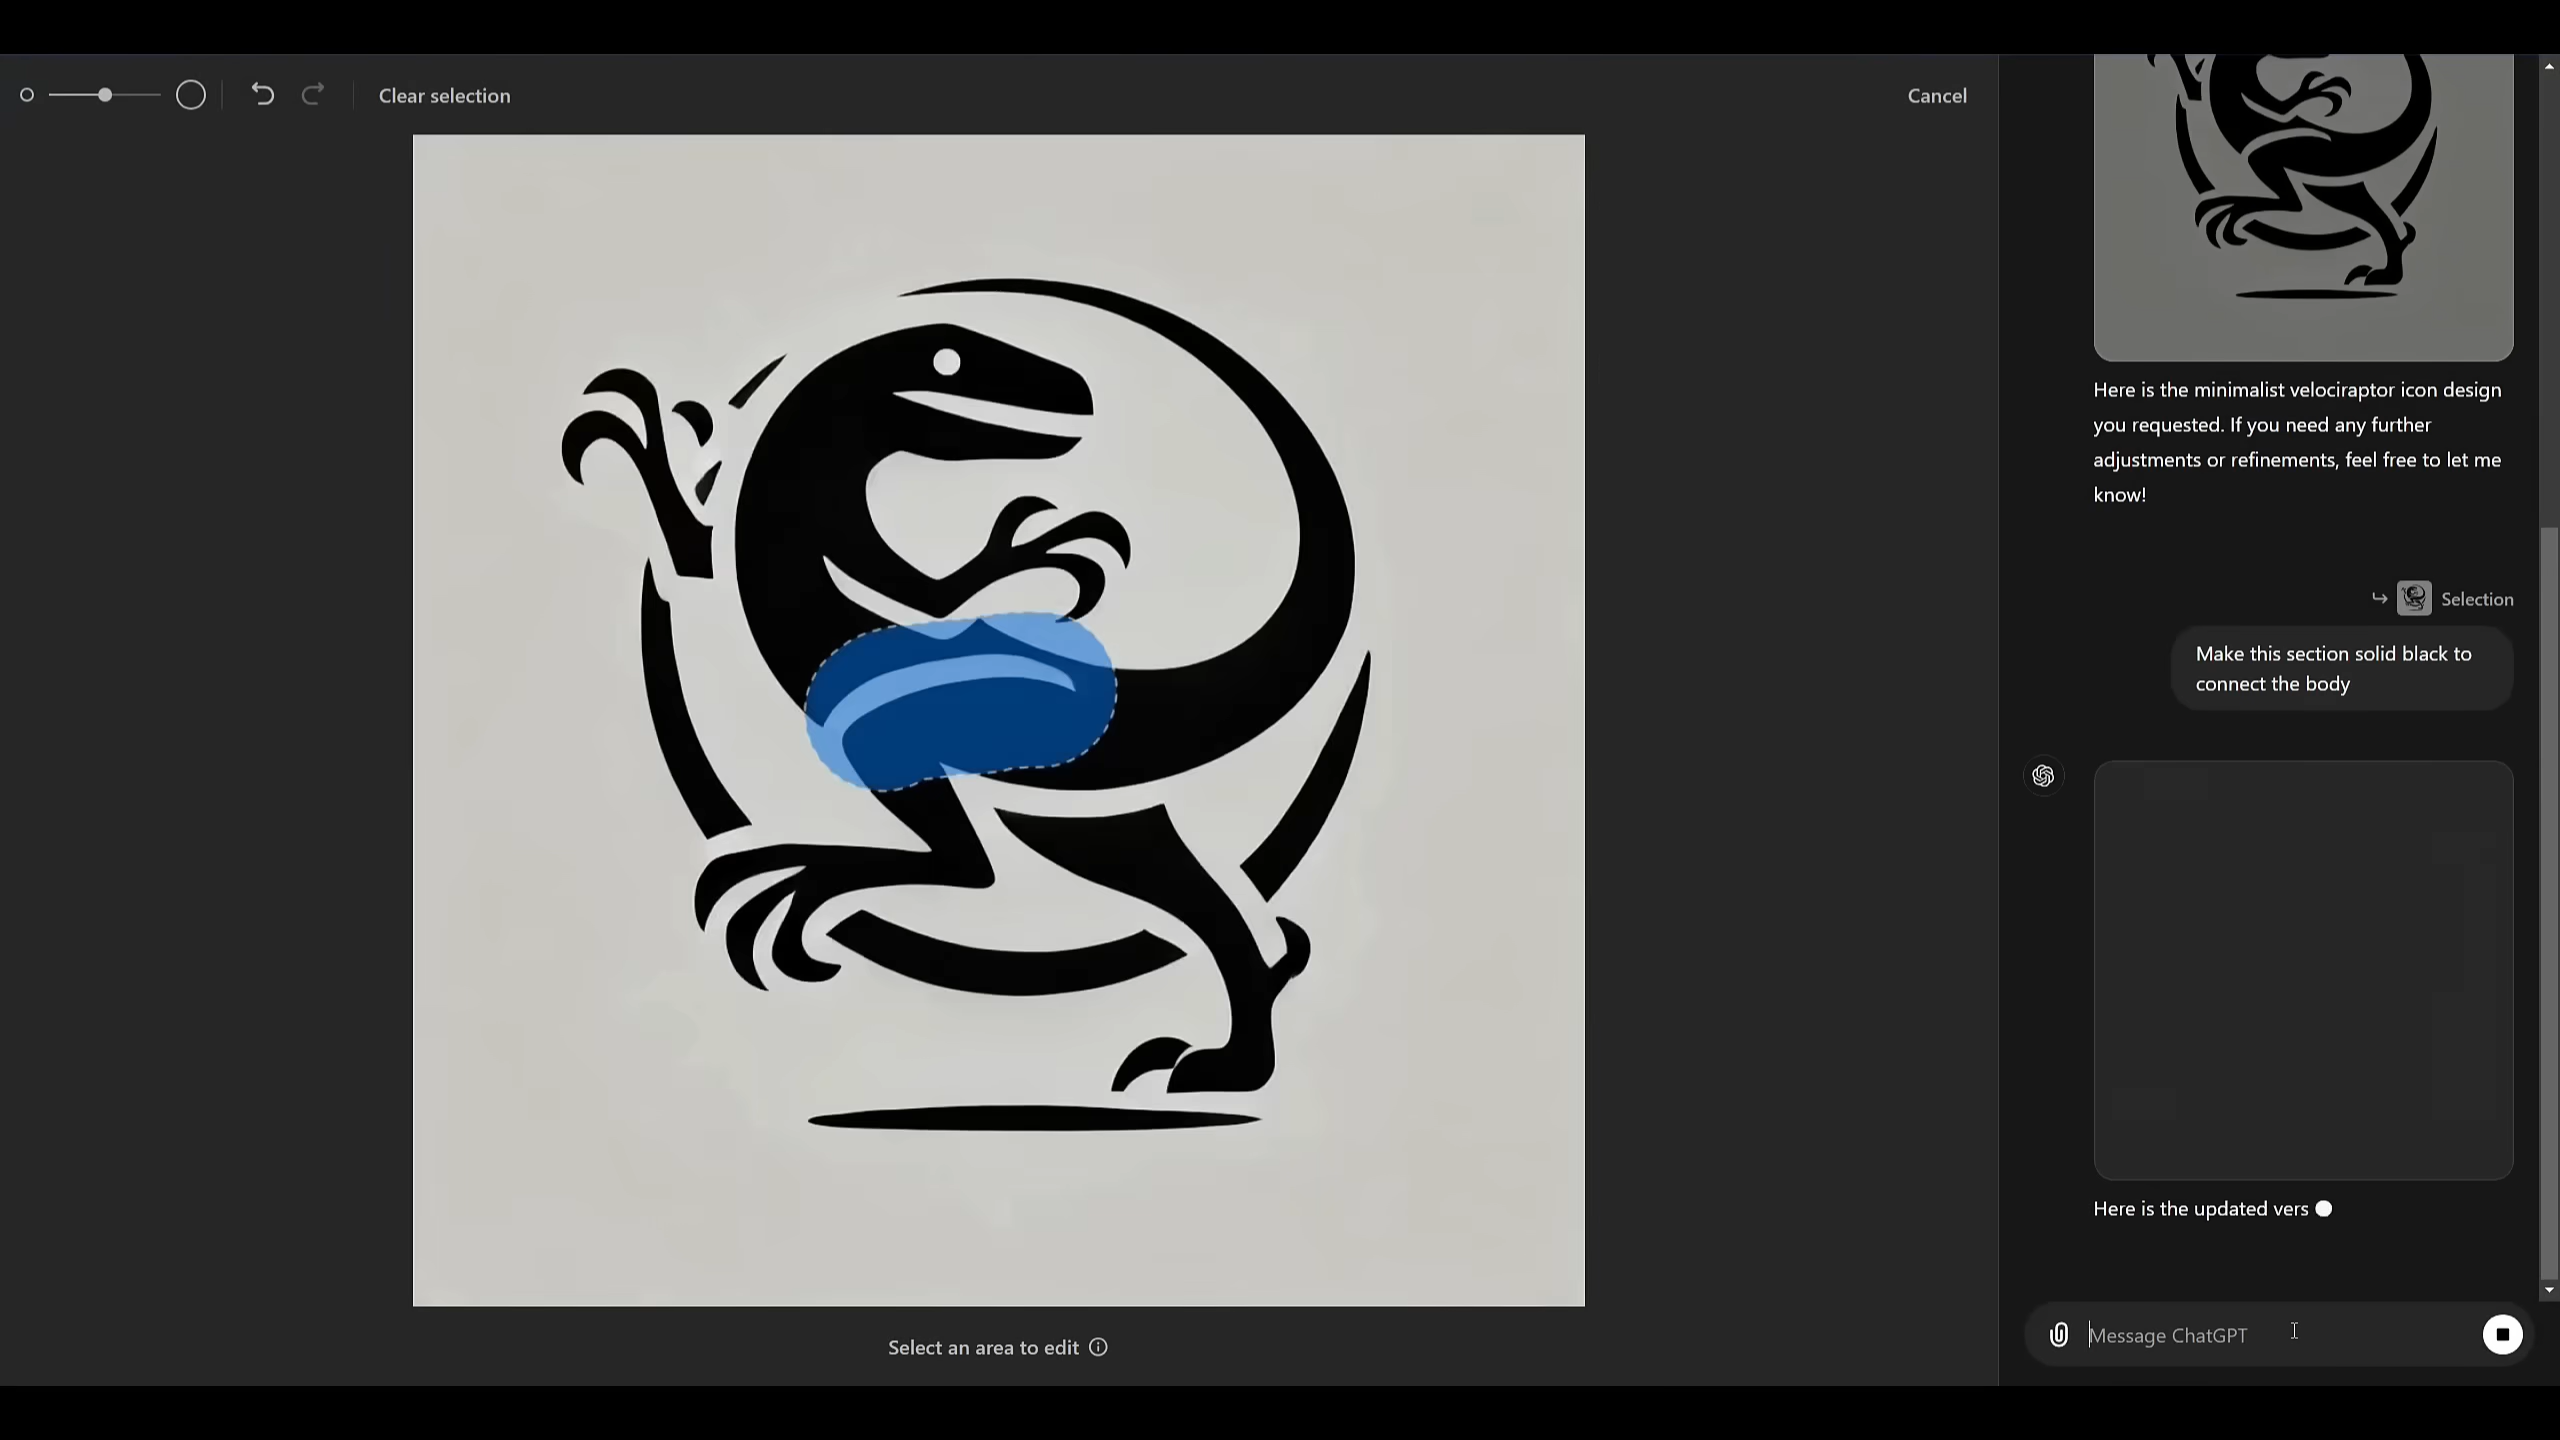 Clear selection
Cancel
Here is the minimalist velociraptor icon design
you requested. If you need any further
adjustments or refinements, feel free to let me
know!
Selection
Make this section solid black to
connect the body
Here is the updated vers
Message ChatGPT
Select an area to edit